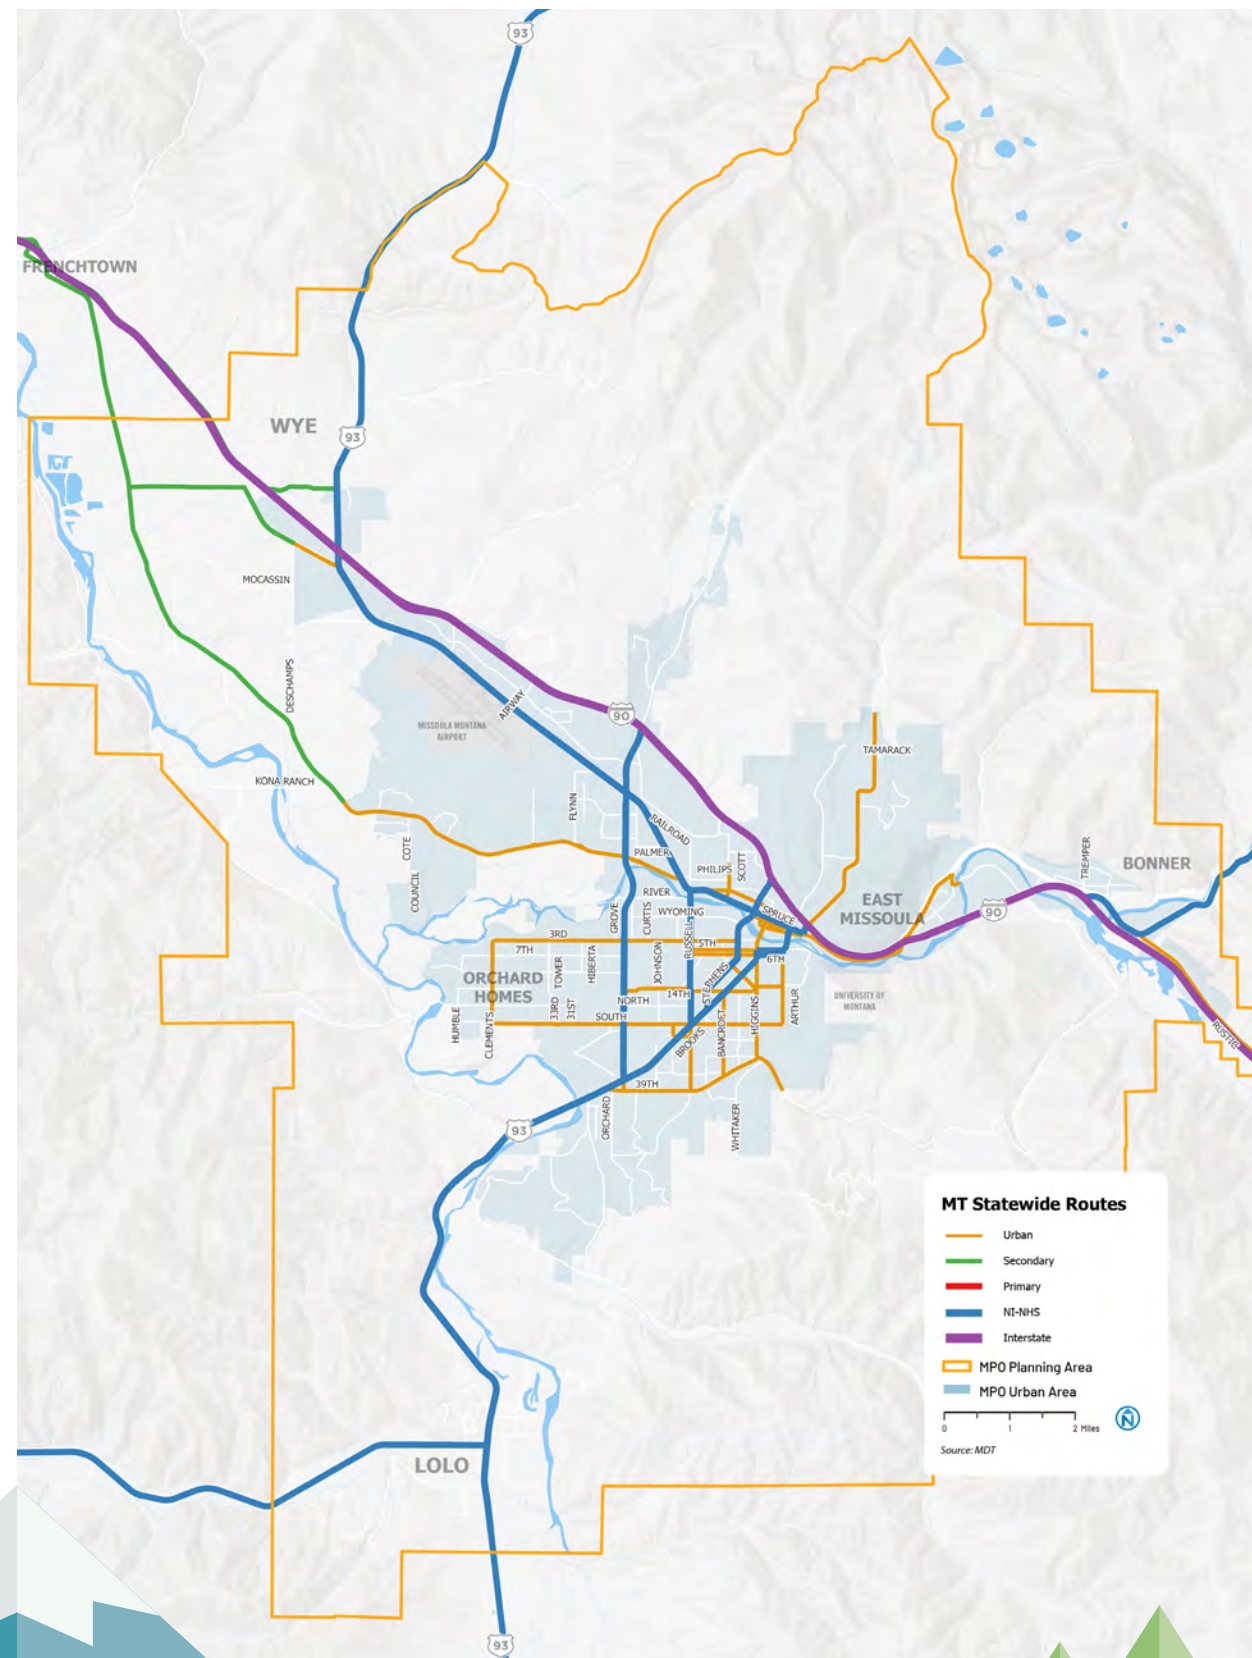 93
FRENCHTOWN
WYE
93
MOCASSIN
DESCHAMPS
AIRWAY
90
MISSOULA MONTANA
AIRPORT
TAMARACK
KONA RANCH
FLYNN
RAILROAD
COTE
PALMER
PHILIPS
SCOTT
TREMPER
BONNER
COUNCIL
RIVER
EAST
MISSOULA
90
GROVE
CURTIS
WYOMING
SPRUCE
3RD
RUSSELL
5TH
7TH
TOWER
HIBERTA
JOHNSON
6TH
ORCHARD
HOMES
STEPHENS
NORTH
14TH
UNIVERSITY OF
MONTANA
HUMBLE
CLEMENTS
33RD
31ST
SOUTH
BROOKS
BANCROFT
HIGGINS
ARTHUR
RUSTIC
39TH
93
ORCHARD
WHITAKER
MT Statewide Routes
Urban
Secondary
Primary
NI-NHS
Interstate
MPO Planning Area
MPO Urban Area
0 1 2 Miles
N
Source: MDT
LOLO
93